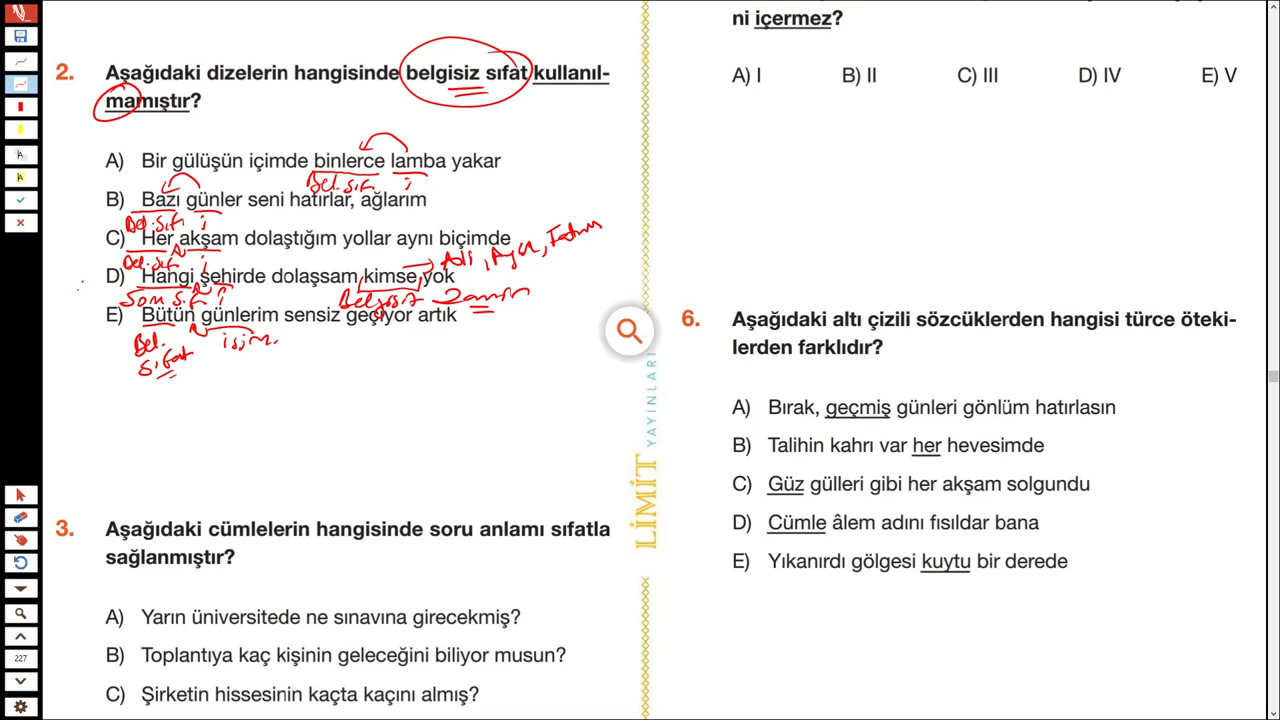 2. Aşağıdaki dizelerin hangisinde belgisiz sıfat kullanıl-
mamıştır?
A) Bir gülüşün içimde binlerce lamba yakar
Bel.sıf i
B) Bazı günler seni hatırlar, ağlarım
Bel.sıf i
C) Her akşam dolaştığım yollar aynı biçimde
Bel.sıf i
D) Hangi şehirde dolaşsam kimse yok
Soru sıf i
Belgisiz Zamir
E) Bütün günlerim sensiz geçiyor artık
Bel. isim.
Sıfat
3. Aşağıdaki cümlelerin hangisinde soru anlamı sıfatla
sağlanmıştır?
A) Yarın üniversitede ne sınavına girecekmiş?
B) Toplantıya kaç kişinin geleceğini biliyor musun?
C) Şirketin hissesinin kaçta kaçını almış?
LİMİT YAYINLARI
ni içermez?
A) I B) II C) III D) IV E) V
6. Aşağıdaki altı çizili sözcüklerden hangisi türce öteki-
lerden farklıdır?
A) Bırak, geçmiş günleri gönlüm hatırlasın
B) Talihin kahrı var her hevesimde
C) Güz gülleri gibi her akşam solgundu
D) Cümle âlem adını fısıldar bana
E) Yıkanırdı gölgesi kuytu bir derede
227